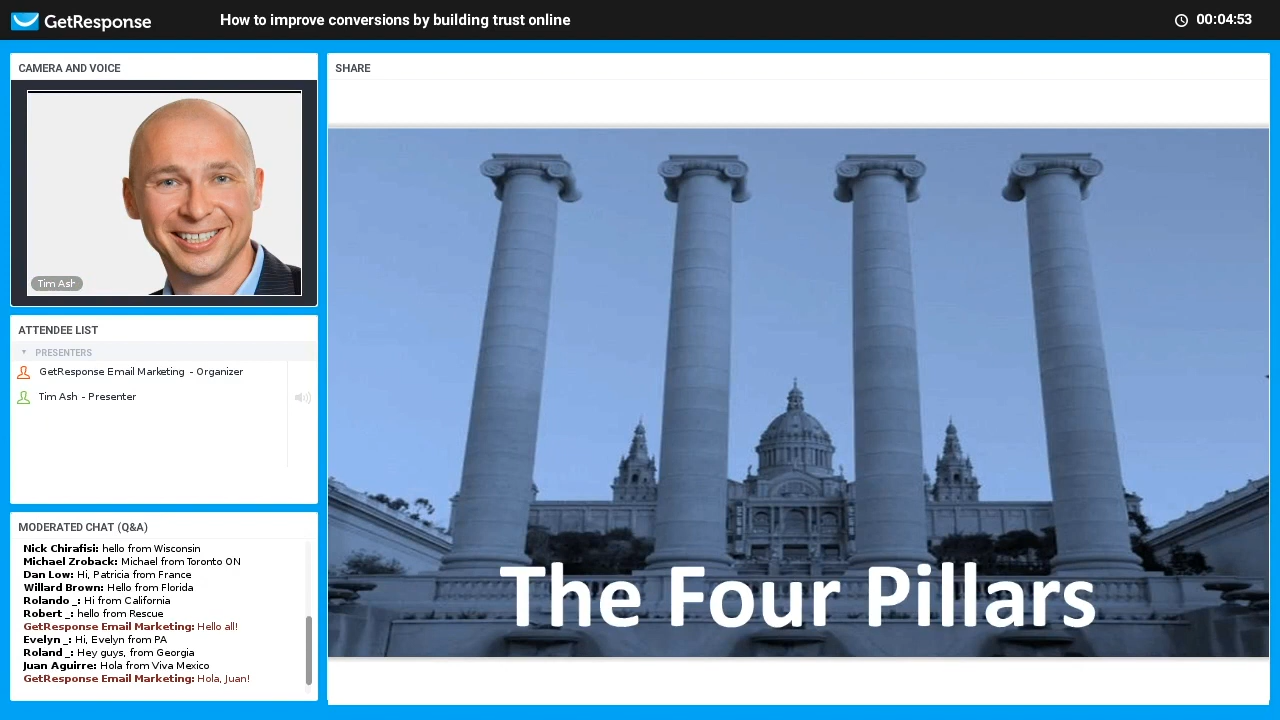 GetResponse
How to improve conversions by building trust online
00:04:53
CAMERA AND VOICE
Tim Ash
ATTENDEE LIST
PRESENTERS
GetResponse Email Marketing - Organizer
Tim Ash - Presenter
MODERATED CHAT (Q&A)
Nick Chirafisi: hello from Wisconsin
Michael Zroback: Michael from Toronto ON
Dan Low: Hi, Patricia from France
Willard Brown: Hello from Florida
Rolando _: Hi from California
Robert _: hello from Rescue
GetResponse Email Marketing: Hello all!
Evelyn _: Hi, Evelyn from PA
Roland _: Hey guys, from Georgia
Juan Aguirre: Hola from Viva Mexico
GetResponse Email Marketing: Hola, Juan!
SHARE
The Four Pillars